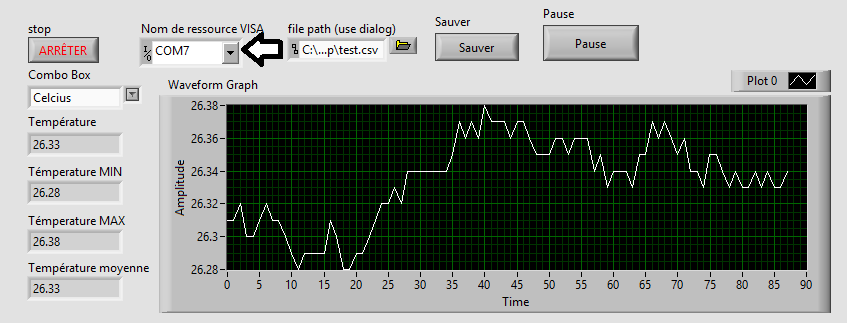 stop
ARRÊTER
Nom de ressource VISA
I/O COM7
file path (use dialog)
C:\...p\test.csv
Sauver
Sauver
Pause
Pause
Combo Box
Celcius
Température
26.33
Témperature MIN
26.28
Témperature MAX
26.38
Température moyenne
26.33
Waveform Graph
Plot 0
Amplitude
26.38
26.36
26.34
26.32
26.3
26.28
0 5 10 15 20 25 30 35 40 45 50 55 60 65 70 75 80 85 90
Time